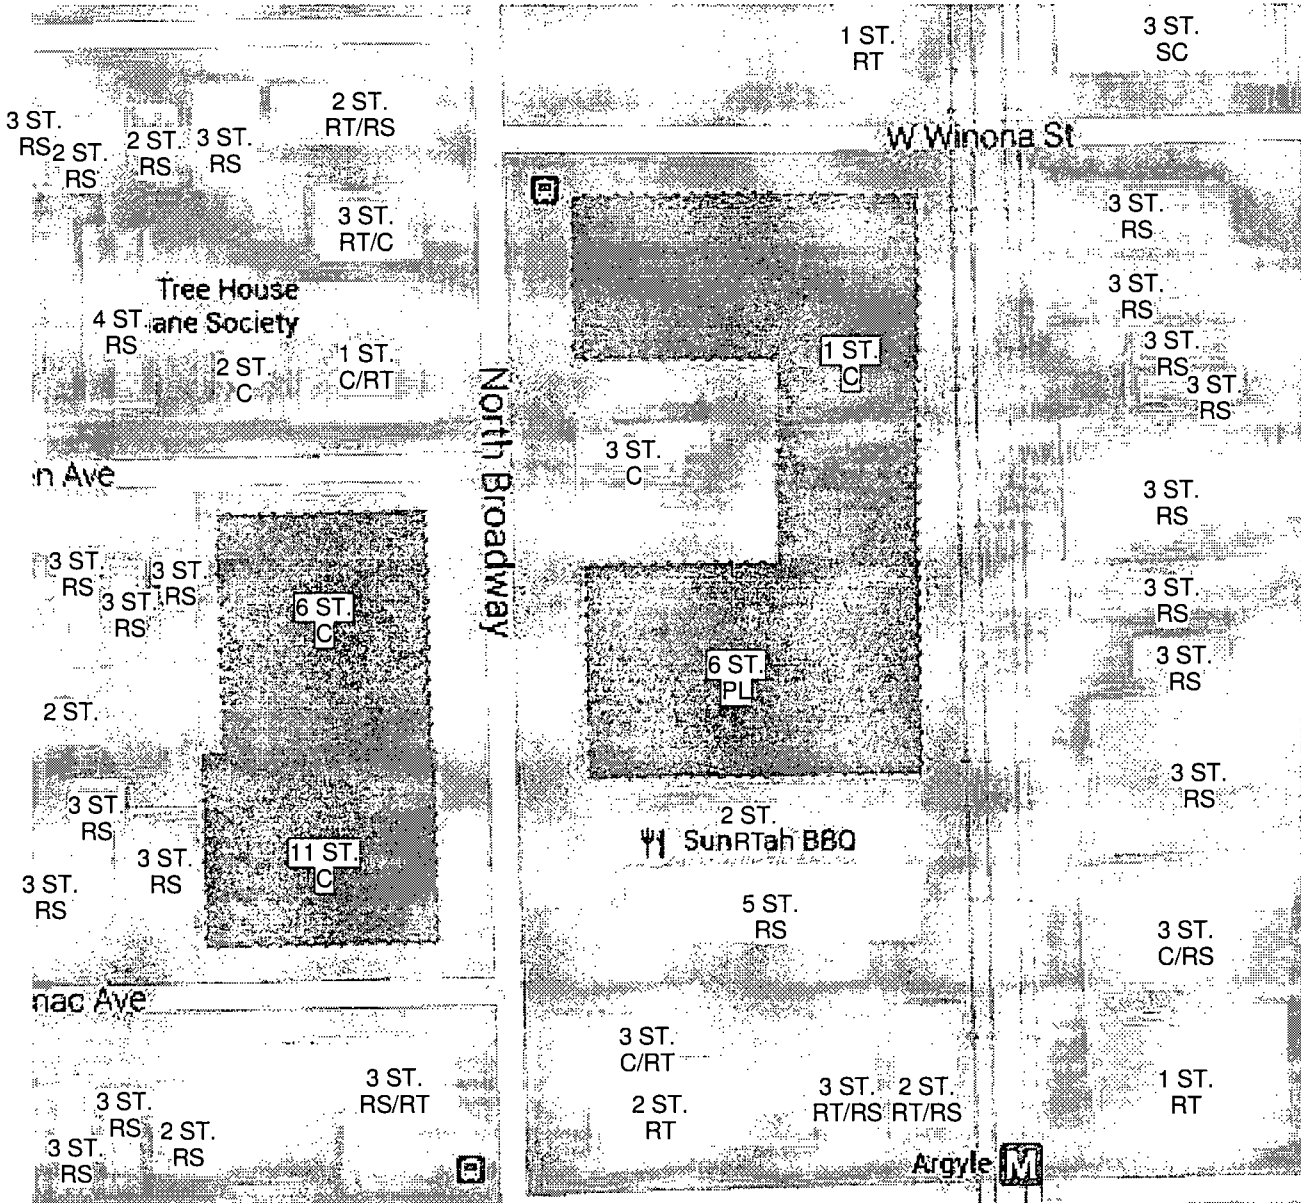 1 ST.
RT
3 ST.
SC
2 ST.
RT/RS
3 ST.
RS
2 ST.
RS
2 ST.
RS
3 ST.
RS
W Winona St
3 ST.
RT/C
3 ST.
RS
Tree House
ane Society
4 ST.
RS
2 ST.
C
1 ST.
C/RT
1 ST.
C
3 ST.
RS
3 ST.
RS
3 ST
RS
North Broadway
3 ST.
C
n Ave
3 ST.
RS
3 ST.
RS
3 ST.
RS
3 ST.
RS
6 ST.
C
3 ST.
RS
6 ST.
PL
3 ST.
RS
2 ST.
3 ST.
RS
3 ST.
RS
2 ST.
RT
Sun ah BBQ
3 ST.
RS
11 ST.
C
3 ST.
RS
5 ST.
RS
3 ST.
C/RS
nac Ave
3 ST.
C/RT
3 ST.
RS/RT
3 ST.
RS
2 ST.
RT
3 ST.
RT/RS
2 ST.
RT/RS
1 ST.
RT
3 ST.
RS
2 ST.
RS
Argyle M